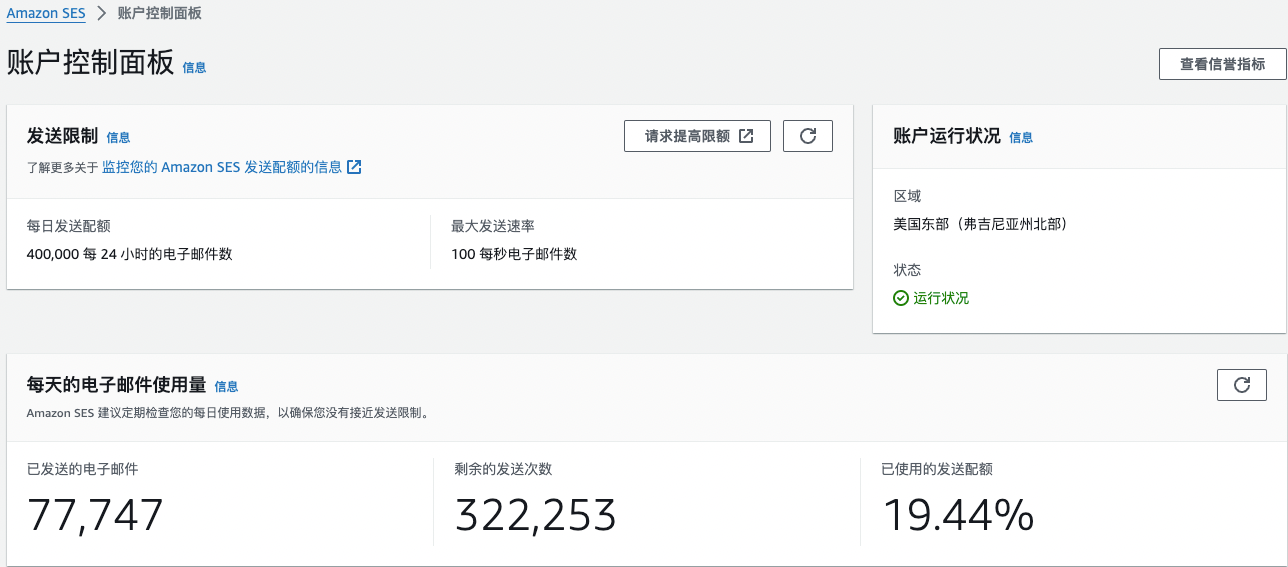 Amazon SES > 账户控制面板
账户控制面板 信息
查看信誉指标
发送限制 信息
请求提高限额
了解更多关于 监控您的 Amazon SES 发送配额的信息
每日发送配额
400,000 每 24 小时的电子邮件数
最大发送速率
100 每秒电子邮件数
账户运行状况 信息
区域
美国东部（弗吉尼亚州北部）
状态
运行状况
每天的电子邮件使用量 信息
Amazon SES 建议定期检查您的每日使用数据，以确保您没有接近发送限制。
已发送的电子邮件
77,747
剩余的发送次数
322,253
已使用的发送配额
19.44%